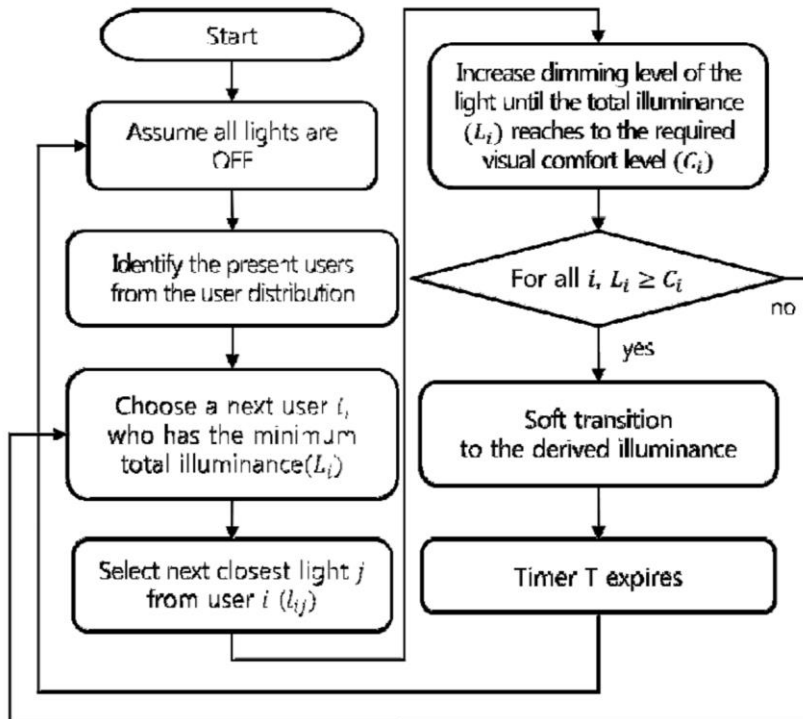 Start
Assume all lights are
OFF
Identify the present users
from the user distribution
Choose a next user i,
who has the minimum
total illuminance(Lᵢ)
Select next closest light j
from user i (lᵢⱼ)
Increase dimming level of the
light until the total illuminance
(Lᵢ) reaches to the required
visual comfort level (Cᵢ)
For all i, Lᵢ ≥ Cᵢ
no
yes
Soft transition
to the derived illuminance
Timer T expires